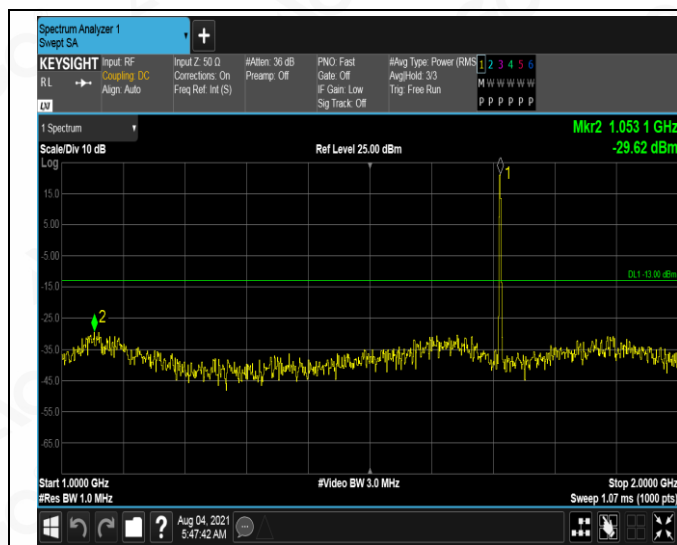 Spectrum Analyzer 1
Swept SA
+
KEYSIGHT
RL
LXI
Input: RF
Coupling: DC
Align: Auto
Input Z: 50 Ω
Corrections: On
Freq Ref: Int (S)
#Atten: 36 dB
Preamp: Off
PNO: Fast
Gate: Off
IF Gain: Low
Sig Track: Off
#Avg Type: Power (RMS
Avg|Hold: 3/3
Trig: Free Run
1 2 3 4 5 6
M W W W W W
P P P P P P
1 Spectrum
Mkr2 1.053 1 GHz
-29.62 dBm
Scale/Div 10 dB
Ref Level 25.00 dBm
Log
1
15.0
5.00
-5.00
DL1 -13.00 dBm
-15.0
-25.0
2
-35.0
-45.0
-55.0
-65.0
Start 1.0000 GHz
#Video BW 3.0 MHz
Stop 2.0000 GHz
#Res BW 1.0 MHz
Sweep 1.07 ms (1000 pts)
?
Aug 04, 2021
5:47:42 AM